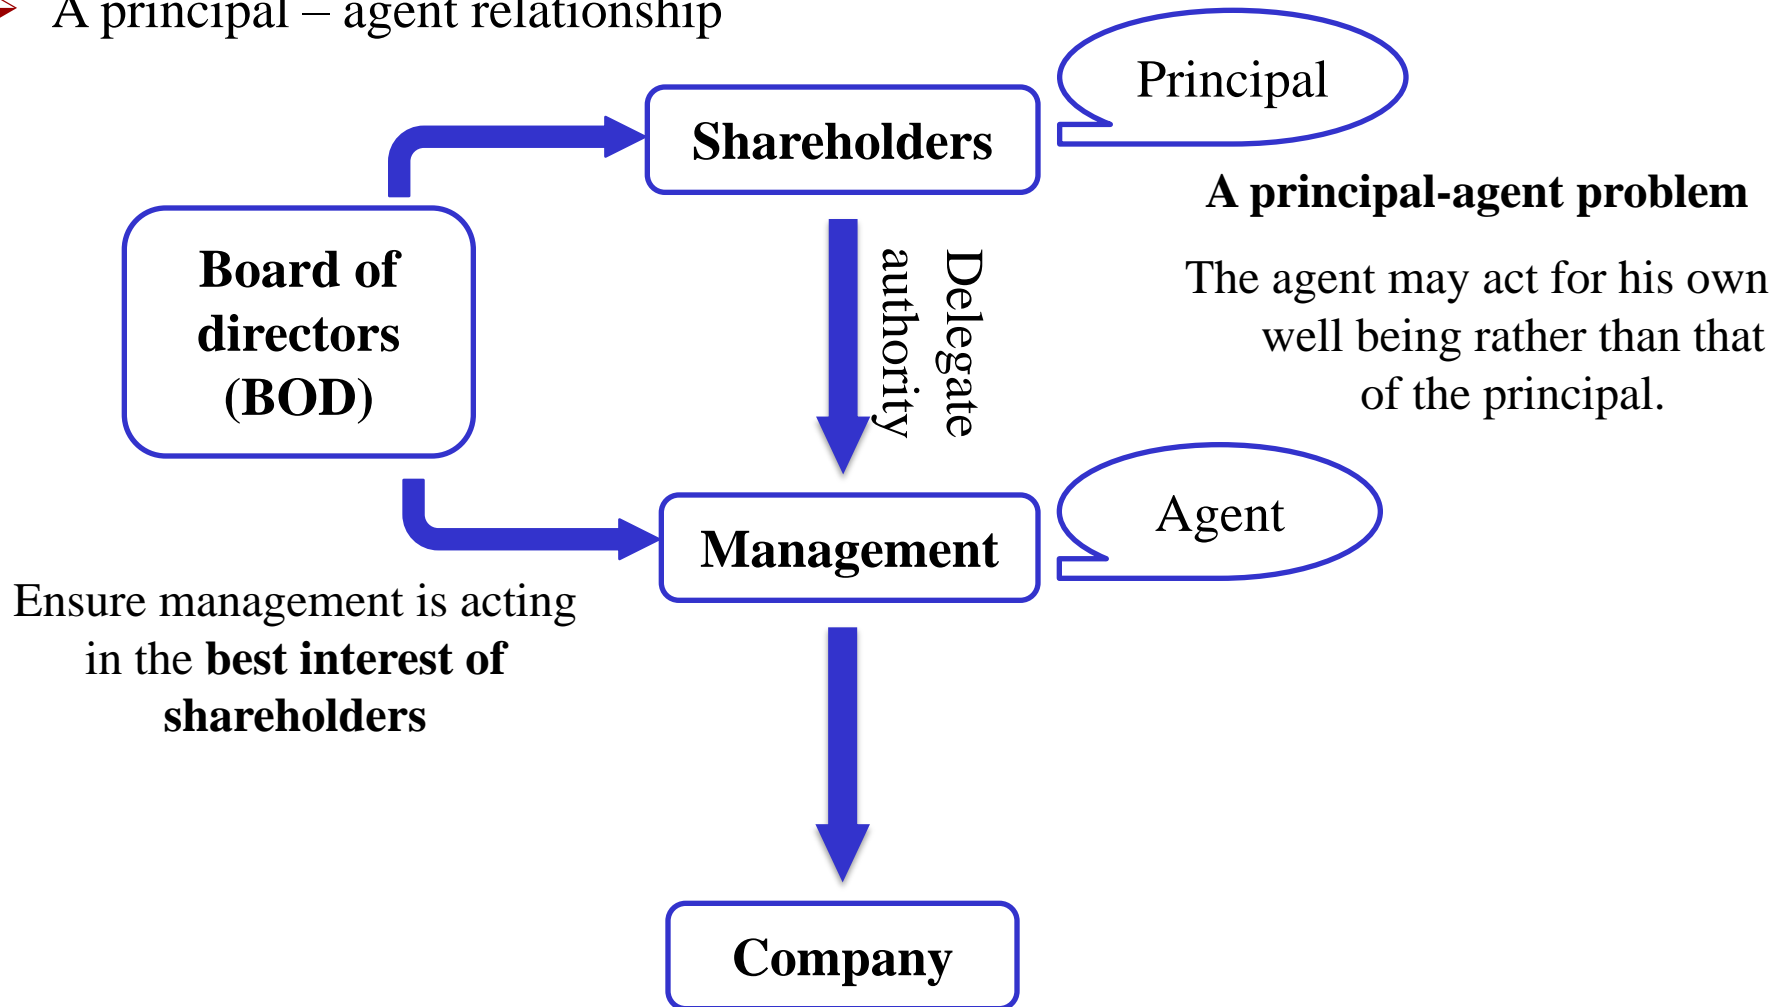 A principal – agent relationship
Principal
Shareholders
A principal-agent problem
The agent may act for his own
well being rather than that
of the principal.
Board of
directors
(BOD)
Delegate
authority
Agent
Management
Ensure management is acting
in the best interest of
shareholders
Company